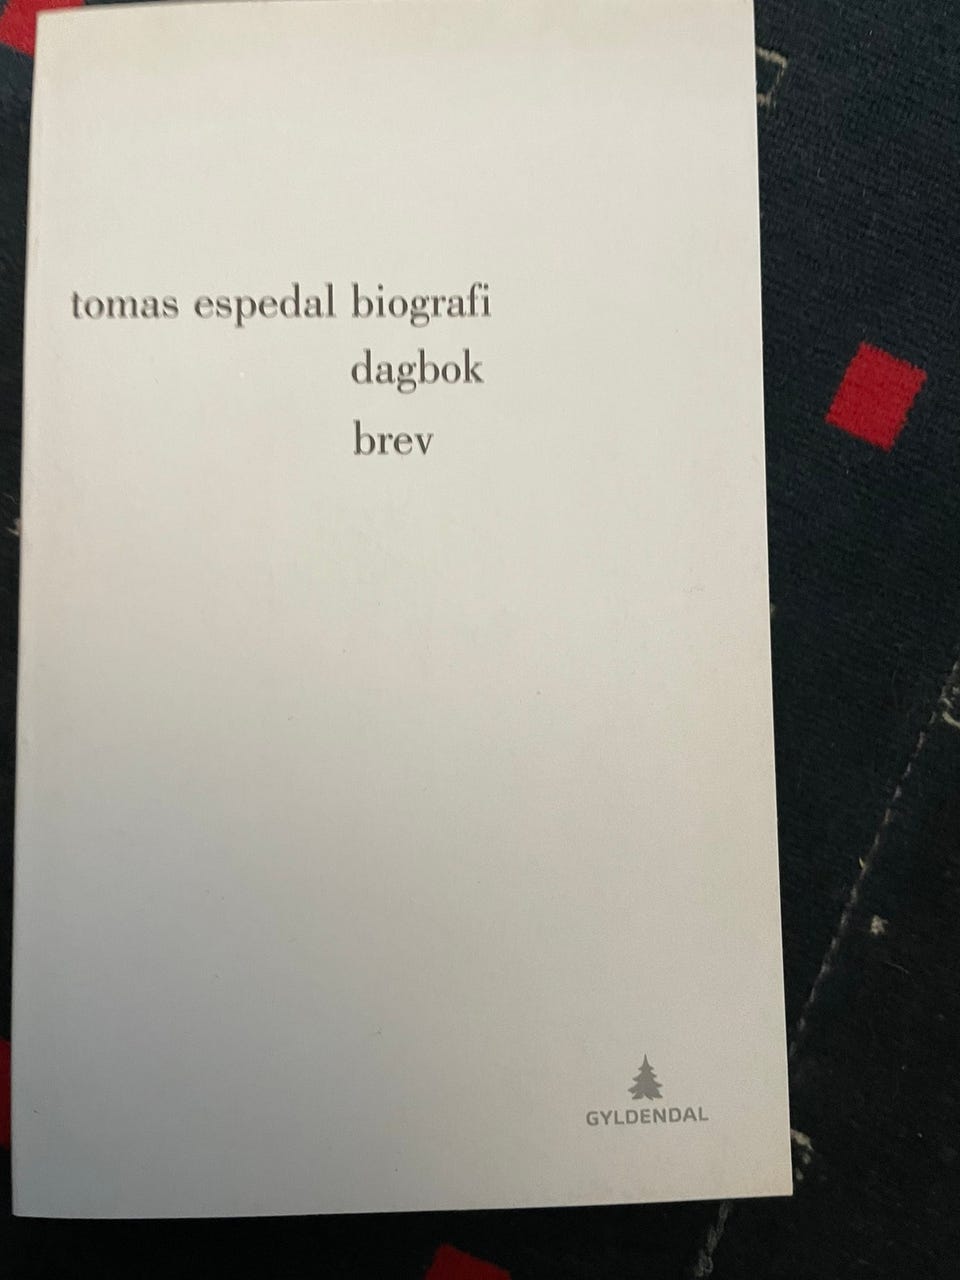 tomas espedal biografi
dagbok
brev
GYLDENDAL